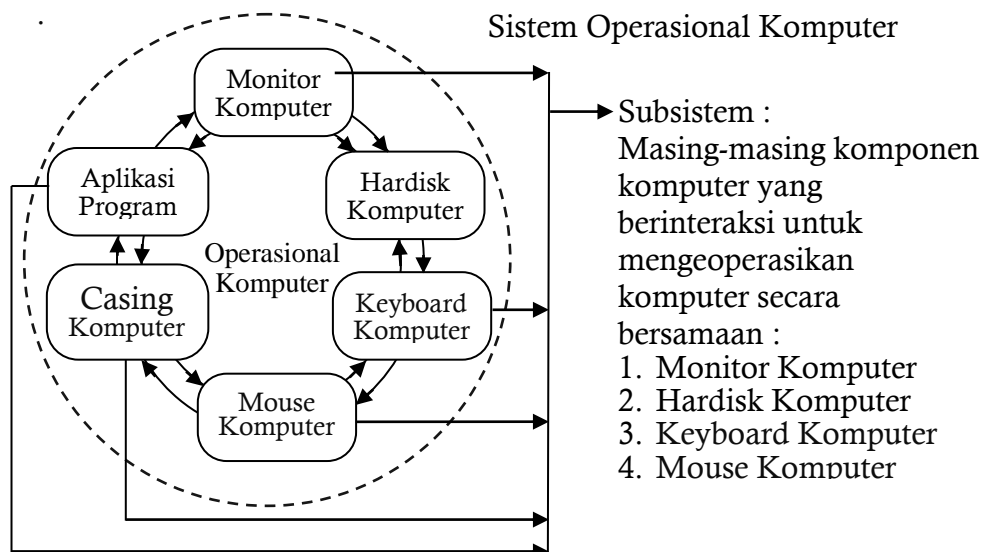 Sistem Operasional Komputer
Monitor
Komputer
Aplikasi
Program
Hardisk
Komputer
Operasional
Komputer
Casing
Komputer
Keyboard
Komputer
Mouse
Komputer
Subsistem :
Masing-masing komponen
komputer yang
berinteraksi untuk
mengeoperasikan
komputer secara
bersamaan :
1. Monitor Komputer
2. Hardisk Komputer
3. Keyboard Komputer
4. Mouse Komputer